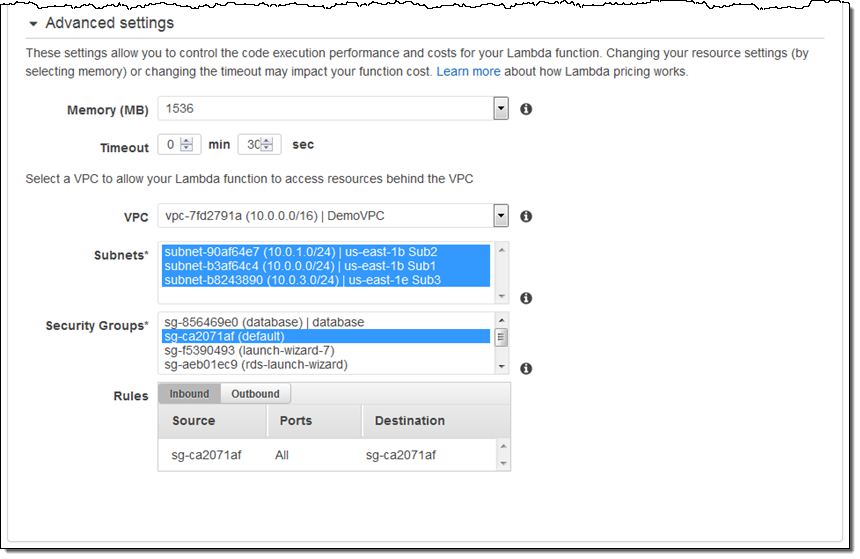 Advanced settings
These settings allow you to control the code execution performance and costs for your Lambda function. Changing your resource settings (by
selecting memory) or changing the timeout may impact your function cost. Learn more about how Lambda pricing works.
Memory (MB) 1536
Timeout 0 min 30 sec
Select a VPC to allow your Lambda function to access resources behind the VPC
VPC vpc-7fd2791a (10.0.0.0/16) | DemoVPC
Subnets* subnet-90af64e7 (10.0.1.0/24) | us-east-1b Sub2
subnet-b3af64c4 (10.0.0.0/24) | us-east-1b Sub1
subnet-b8243890 (10.0.3.0/24) | us-east-1e Sub3
Security Groups* sg-856469e0 (database) | database
sg-ca2071af (default)
sg-f5390493 (launch-wizard-7)
sg-aeb01ec9 (rds-launch-wizard)
Rules Inbound Outbound
Source Ports Destination
sg-ca2071af All sg-ca2071af